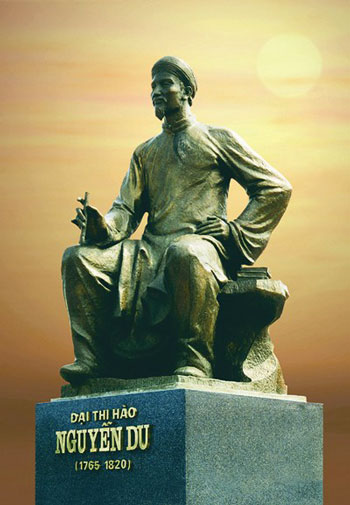 ĐẠI THI HÀO
NGUYỄN DU
(1765 1820)